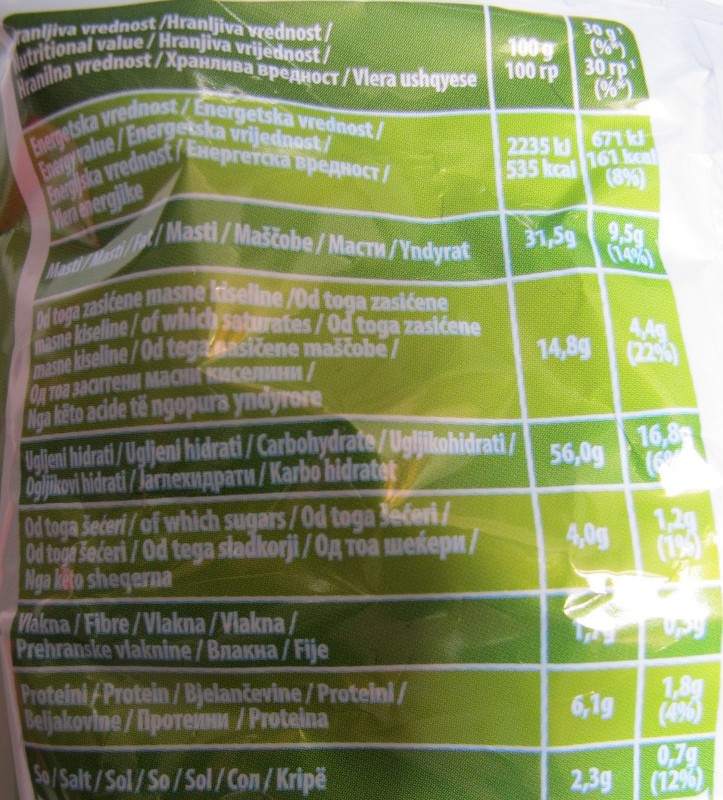 vrednost /Hranljiva vrednost / 100 g 30 g¹
Nutritional value / Hranjiva vrijednost / (%*)
Hranilna vrednost / Хранлива вредност / Vlera ushqyese 100 гр 30 гр¹
(%*)
Energetska vrednost / Energetska vrednost /
Energy value / Energetska vrijednost / 2235 kJ 671 kJ
Energijska vrednost / Енергетска вредност / 535 kcal 161 kcal
Vlera energjike (8%)
Masti / Masti / Fat / Masti / Maščobe / Масти / Yndyrat 31,5g 9,5g
(14%)
Od toga zasićene masne kiseline /Od toga zasićene
masne kiseline / of which saturates / Od toga zasićene 4,4g
masne kiseline / Od tega nasičene maščobe / 14,8g (22%)
Од тоа заситени масни киселини /
Nga këto acide të ngopura yndyrore
Ugljeni hidrati / Ugljeni hidrati / Carbohydrate / Ugljikohidrati / 56,0g 16,8g
Ogljikovi hidrati / Јаглехидрати / Karbo hidratet
Od toga šećeri / of which sugars / Od toga šećeri / 1,2g
Od toga šećeri / Od tega sladkorji / Од тоа шеќери / 4,0g (1%)
Nga këto sheqerna
Vlakna / Fibre / Vlakna / Vlakna /
Prehranske vlaknine / Влакна / Fije
Proteini / Protein / Bjelančevine / Proteini / 1,8g
Beljakovine / Протеини / Proteina 6,1g (4%)
0,7g
So / Salt / Sol / So / Sol / Сол / Kripë 2,3g (12%)